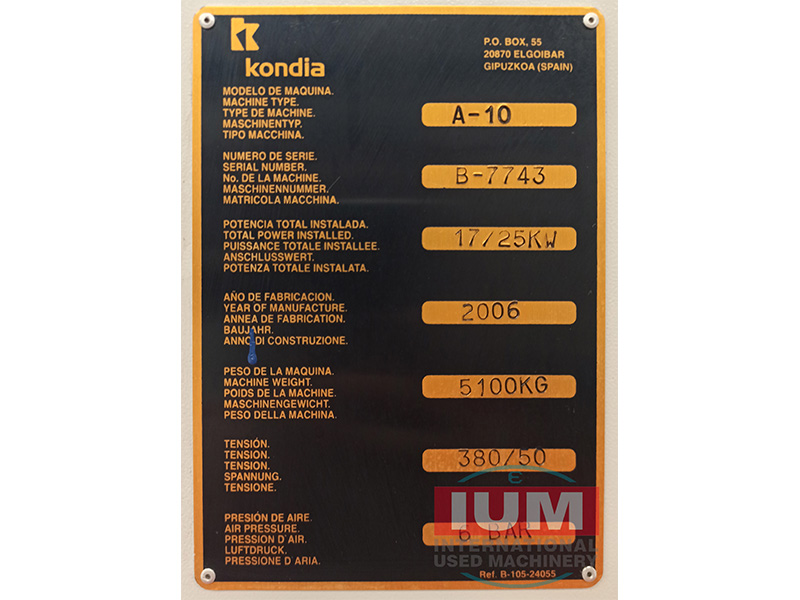 kondia
P.O. BOX, 55
20870 ELGOIBAR
GIPUZKOA (SPAIN)
MODELO DE MAQUINA.
MACHINE TYPE.
TYPE DE MACHINE.
MASCHINENTYP.
TIPO MACCHINA.
A-10
NUMERO DE SERIE.
SERIAL NUMBER.
No. DE LA MACHINE.
MASCHINENNUMMER.
MATRICOLA MACCHINA.
B-7743
POTENCIA TOTAL INSTALADA.
TOTAL POWER INSTALLED.
PUISSANCE TOTALE INSTALLEE.
ANSCHLUSSWERT.
POTENZA TOTALE INSTALATA.
17/25KW
AÑO DE FABRICACION.
YEAR OF MANUFACTURE.
ANNEA DE FABRICATION.
BAUJAHR.
ANNO DI CONSTRUZIONE.
2006
PESO DE LA MAQUINA.
MACHINE WEIGHT.
POIDS DE LA MACHINE.
MASCHINENGEWICHT.
PESO DELLA MACHINA.
5100KG
TENSIÓN.
TENSION.
TENSION.
SPANNUNG.
TENSIONE.
380/50
PRESIÓN DE AIRE.
AIR PRESSURE.
PRESSION D'AIR.
LUFTDRUCK.
PRESSIONE D'ARIA.
6 BAR
€
IUM
INTERNATIONAL
USED MACHINERY
Ref. B-105-24055